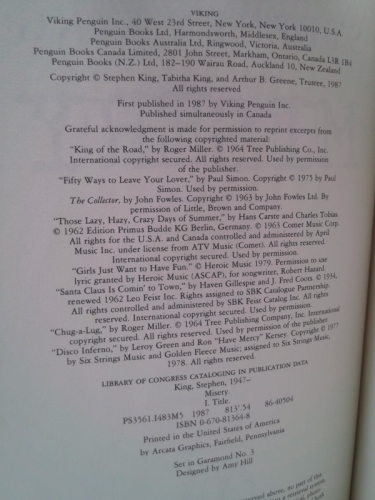 VIKING
Viking Penguin Inc., 40 West 23rd Street, New York, New York 10010, U.S.A.
Penguin Books Ltd, Harmondsworth, Middlesex, England
Penguin Books Australia Ltd, Ringwood, Victoria, Australia
Penguin Books Canada Limited, 2801 John Street, Markham, Ontario, Canada L3R 1B4
Penguin Books (N.Z.) Ltd, 182–190 Wairau Road, Auckland 10, New Zealand
Copyright © Stephen King, Tabitha King, and Arthur B. Greene, Trustee, 1987
All rights reserved
First published in 1987 by Viking Penguin Inc.
Published simultaneously in Canada
Grateful acknowledgment is made for permission to reprint excerpts from
the following copyrighted material:
"King of the Road," by Roger Miller. © 1964 Tree Publishing Co., Inc.
International copyright secured. All rights reserved. Used by permission
of the publisher.
"Fifty Ways to Leave Your Lover," by Paul Simon. Copyright © 1975 by Paul
Simon. Used by permission.
The Collector, by John Fowles. Copyright © 1963 by John Fowles Ltd. By
permission of Little, Brown and Company.
"Those Lazy, Hazy, Crazy Days of Summer," by Hans Carste and Charles Tobias
© 1962 Edition Primus Budde KG Berlin, Germany. © 1963 Comet Music Corp.
All rights for the U.S.A. and Canada controlled and administered by April
Music Inc. under license from ATV Music (Comet). All rights reserved.
International copyright secured. Used by permission.
"Girls Just Want to Have Fun." © Heroic Music 1979. Permission to use
lyric granted by Heroic Music (ASCAP), for songwriter, Robert Hazard.
"Santa Claus Is Comin' to Town," by Haven Gillespie and J. Fred Coots. © 1934,
renewed 1962 Leo Feist Inc. Rights assigned to SBK Catalogue Partnership.
All rights controlled and administered by SBK Feist Catalog Inc. All rights
reserved. International copyright secured. Used by permission.
"Chug-a-Lug," by Roger Miller. © 1964 Tree Publishing Company, Inc. International
copyright secured. All rights reserved. Used by permission of the publisher.
"Disco Inferno," by Leroy Green and Ron "Have Mercy" Kersey. Copyright © 1977
by Six Strings Music and Golden Fleece Music; assigned to Six Strings Music,
1978. All rights reserved.
LIBRARY OF CONGRESS CATALOGING IN PUBLICATION DATA
King, Stephen, 1947–
Misery.
I. Title.
PS3561.I483M5 1987 813'.54 86-40504
ISBN 0-670-81364-8
Printed in the United States of America
by Arcata Graphics, Fairfield, Pennsylvania
Set in Garamond No. 3
Designed by Amy Hill
reserved above, no part of this